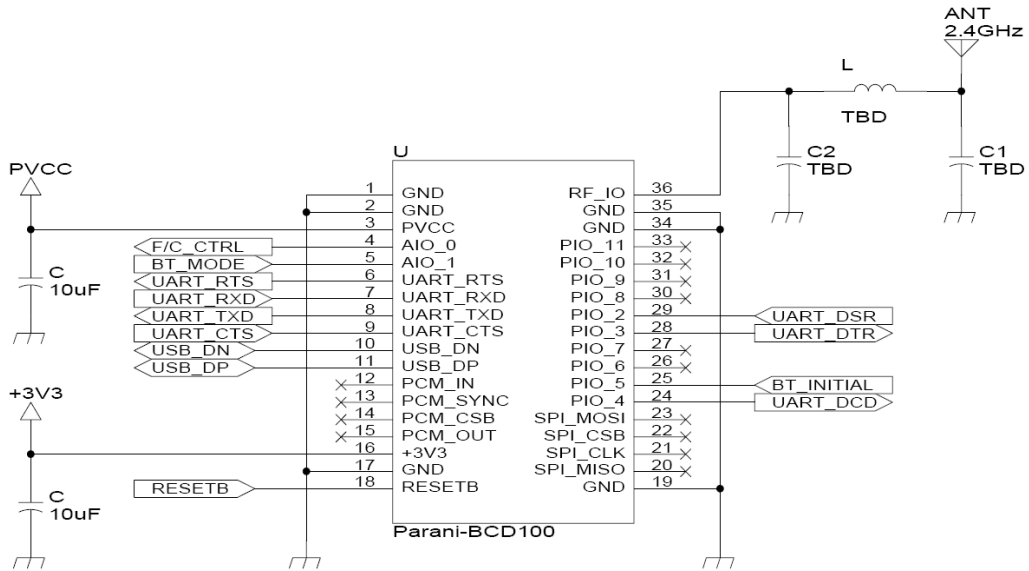 ANT
2.4GHz
L
TBD
C2
TBD
C1
TBD
U
PVCC
1 GND RF_IO 36
2 GND GND 35
3 PVCC GND 34
F/C_CTRL 4 AIO_0 PIO_11 33
BT_MODE 5 AIO_1 PIO_10 32
UART_RTS 6 UART_RTS PIO_9 31
UART_RXD 7 UART_RXD PIO_8 30
UART_TXD 8 UART_TXD PIO_2 29 UART_DSR
UART_CTS 9 UART_CTS PIO_3 28 UART_DTR
USB_DN 10 USB_DN PIO_7 27
USB_DP 11 USB_DP PIO_6 26
12 PCM_IN PIO_5 25 BT_INITIAL
13 PCM_SYNC PIO_4 24 UART_DCD
14 PCM_CSB SPI_MOSI 23
15 PCM_OUT SPI_CSB 22
16 +3V3 SPI_CLK 21
17 GND SPI_MISO 20
RESETB 18 RESETB GND 19
C
10uF
+3V3
C
10uF
Parani-BCD100